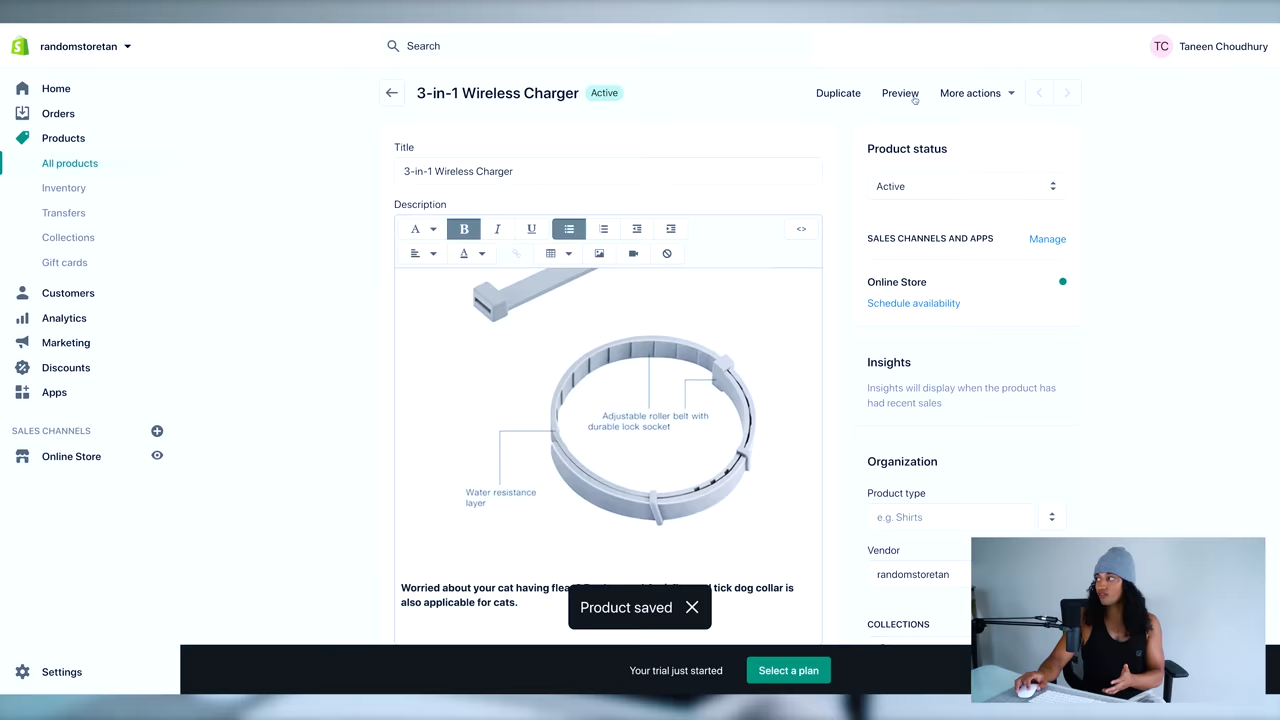 randomstoretan
Search
TC
Taneen Choudhury
Home
Orders
Products
All products
Inventory
Transfers
Collections
Gift cards
Customers
Analytics
Marketing
Discounts
Apps
SALES CHANNELS
Online Store
Settings
3-in-1 Wireless Charger
Active
Duplicate
Preview
More actions
Title
3-in-1 Wireless Charger
Description
A
B
I
U
<>
A
Adjustable roller belt with
durable lock socket
Water resistance
layer
Worried about your cat having flea tick dog collar is
also applicable for cats.
Product saved
Product status
Active
SALES CHANNELS AND APPS
Manage
Online Store
Schedule availability
Insights
Insights will display when the product has
had recent sales
Organization
Product type
e.g. Shirts
Vendor
randomstoretan
COLLECTIONS
Your trial just started
Select a plan